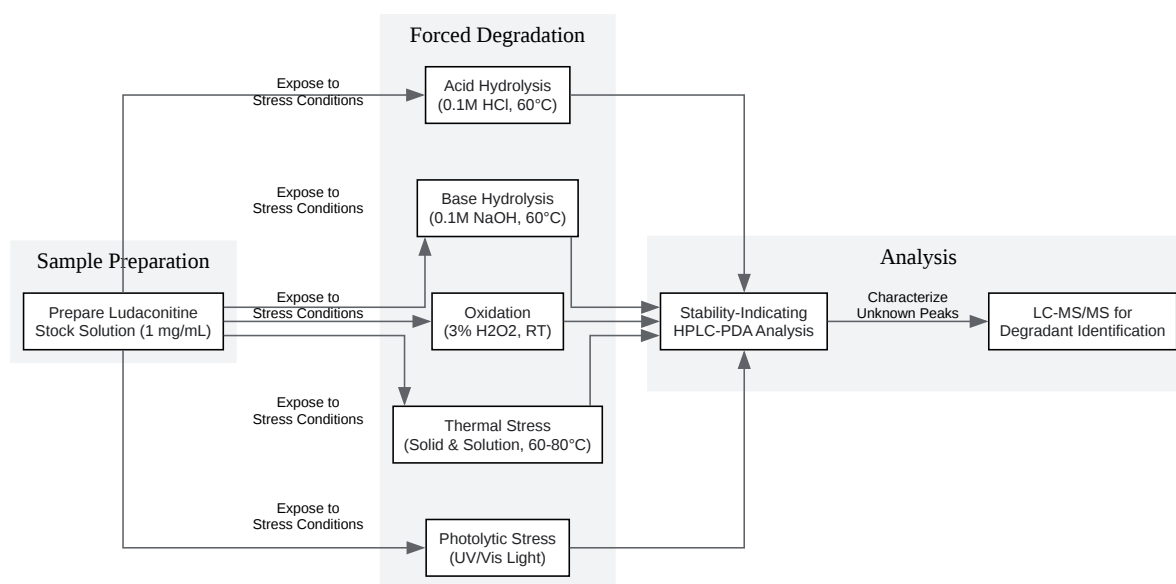 Forced Degradation
Expose to
Stress Conditions
Acid Hydrolysis
(0.1M HCl, 60°C)
Expose to
Stress Conditions
Base Hydrolysis
(0.1M NaOH, 60°C)
Sample Preparation
Analysis
Prepare Ludaconitine
Stock Solution (1 mg/mL)
Expose to
Stress Conditions
Oxidation
(3% H2O2, RT)
Stability-Indicating
HPLC-PDA Analysis
Characterize
Unknown Peaks
LC-MS/MS for
Degradant Identification
Expose to
Stress Conditions
Thermal Stress
(Solid & Solution, 60-80°C)
Expose to
Stress Conditions
Photolytic Stress
(UV/Vis Light)